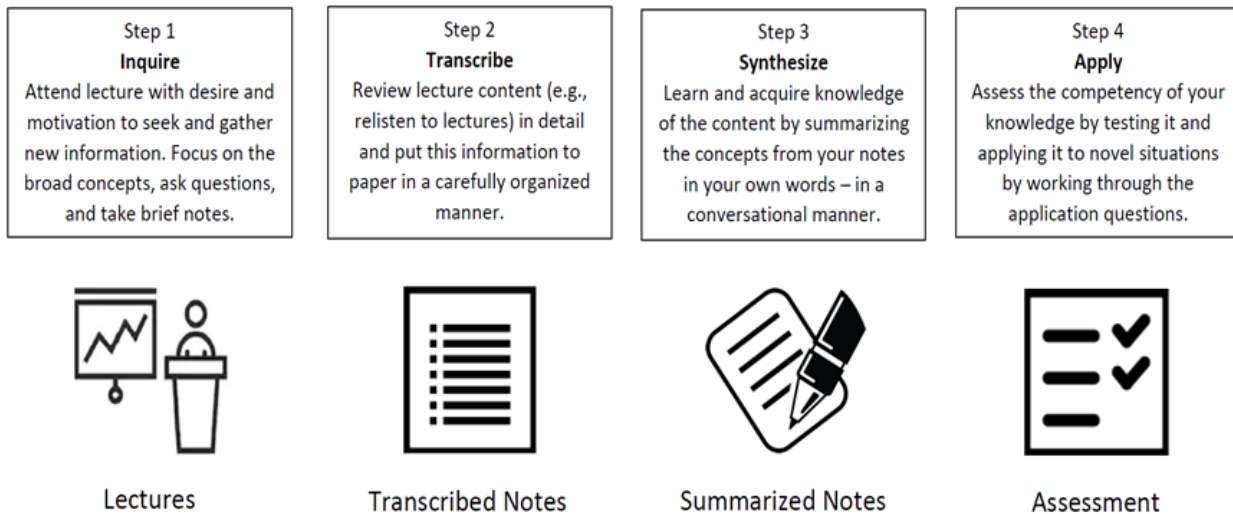 Step 1
Inquire
Attend lecture with desire and
motivation to seek and gather
new information. Focus on the
broad concepts, ask questions,
and take brief notes.
Step 2
Transcribe
Review lecture content (e.g.,
relisten to lectures) in detail
and put this information to
paper in a carefully organized
manner.
Step 3
Synthesize
Learn and acquire knowledge
of the content by summarizing
the concepts from your notes
in your own words – in a
conversational manner.
Step 4
Apply
Assess the competency of your
knowledge by testing it and
applying it to novel situations
by working through the
application questions.
Lectures
Transcribed Notes
Summarized Notes
Assessment